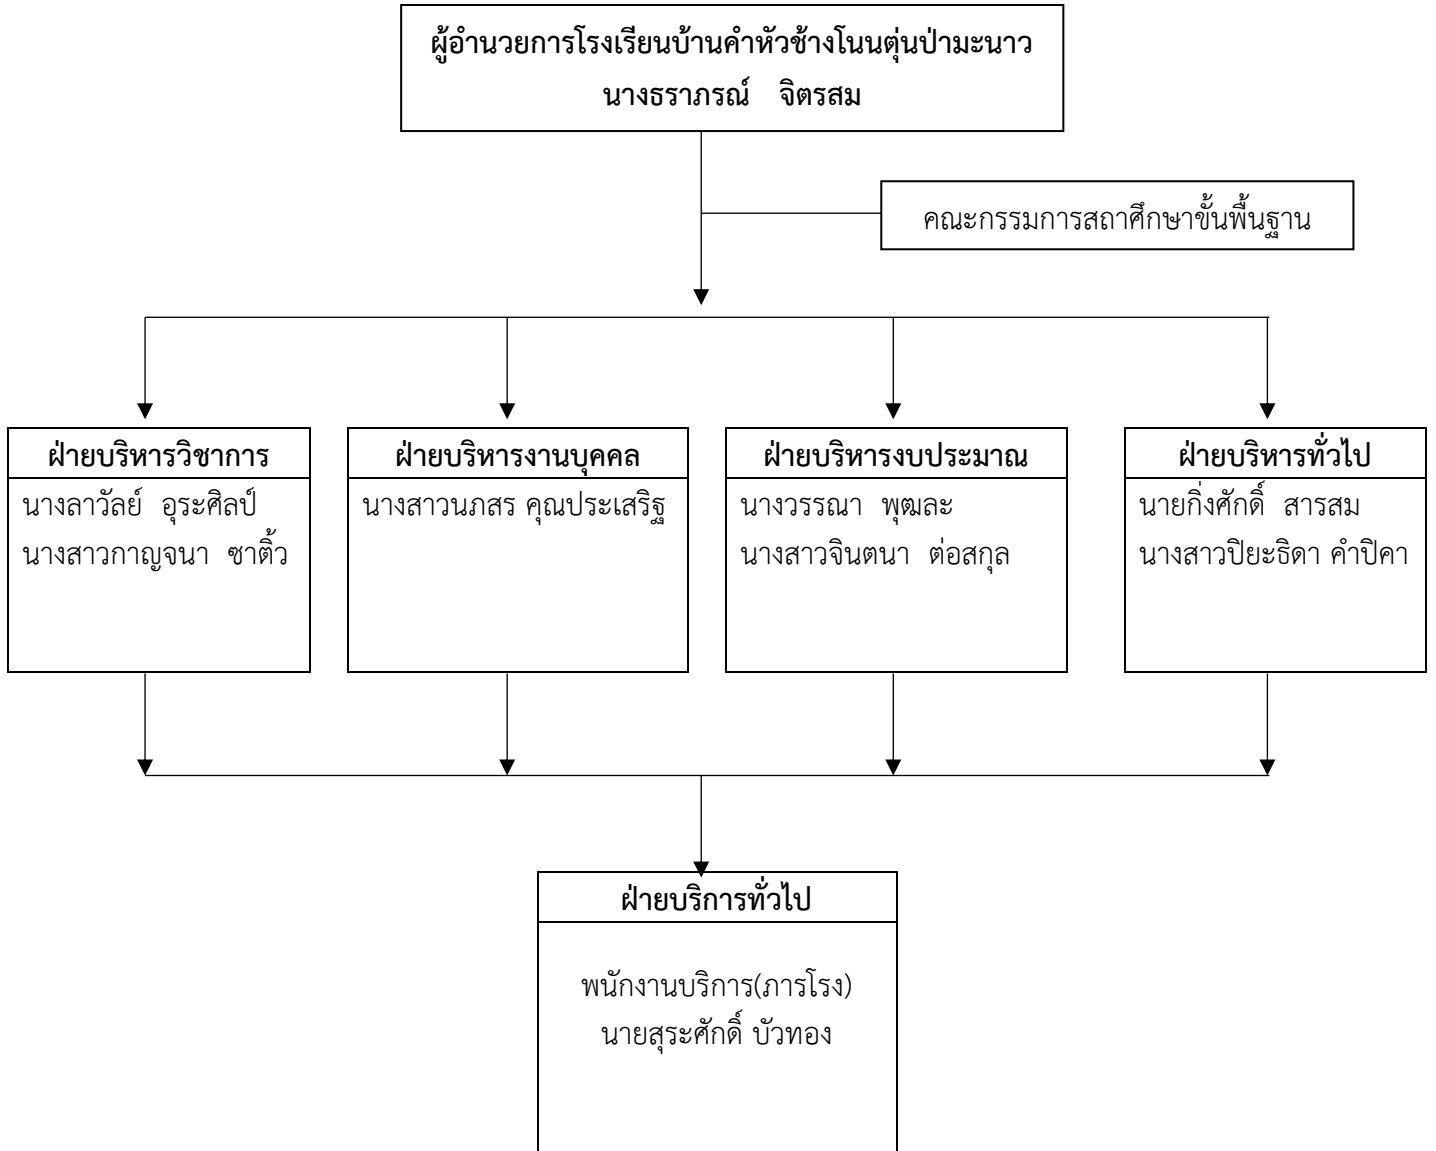 ผู้อำนวยการโรงเรียนบ้านคำหัวช้างโนนตุ่นป่ามะนาว
นางธราภรณ์ จิตรสม
คณะกรรมการสถาศึกษาขั้นพื้นฐาน
ฝ่ายบริหารวิชาการ
นางลาวัลย์ อุระศิลป์
นางสาวกาญจนา ซาติ้ว
ฝ่ายบริหารงานบุคคล
นางสาวนภสร คุณประเสริฐ
ฝ่ายบริหารงบประมาณ
นางวรรณา พุฒละ
นางสาวจินตนา ต่อสกุล
ฝ่ายบริหารทั่วไป
นายกิ่งศักดิ์ สารสม
นางสาวปิยะธิดา คำปิคา
ฝ่ายบริการทั่วไป
พนักงานบริการ(ภารโรง)
นายสุระศักดิ์ บัวทอง